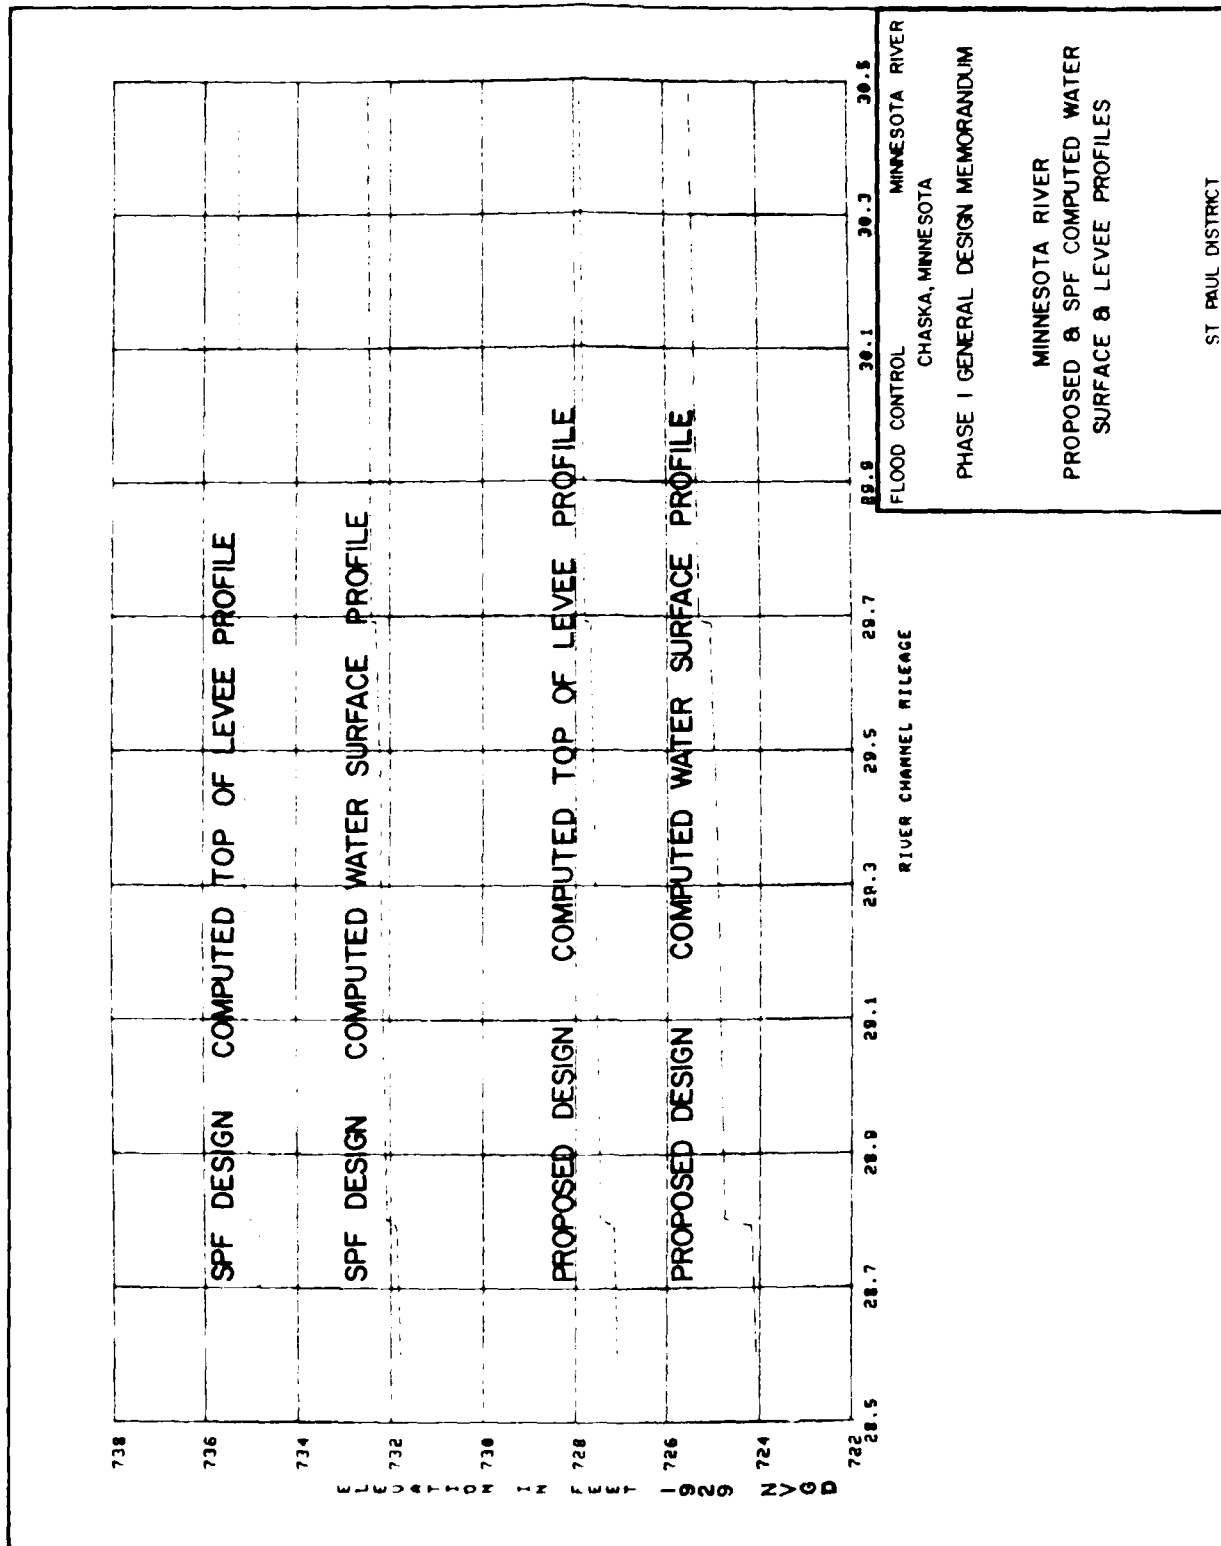 738
736
734
732
730
728
726
724
722
ELEVATION IN FEET 1929 NVGD
SPF DESIGN COMPUTED TOP OF LEVEE PROFILE
SPF DESIGN COMPUTED WATER SURFACE PROFILE
PROPOSED DESIGN COMPUTED TOP OF LEVEE PROFILE
PROPOSED DESIGN COMPUTED WATER SURFACE PROFILE
28.5 28.7 28.9 29.1 29.3 29.5 29.7 29.9 30.1 30.3 30.5
RIVER CHANNEL MILEAGE
FLOOD CONTROL MINNESOTA RIVER
CHASKA, MINNESOTA
PHASE I GENERAL DESIGN MEMORANDUM
MINNESOTA RIVER
PROPOSED & SPF COMPUTED WATER
SURFACE & LEVEE PROFILES
ST PAUL DISTRICT